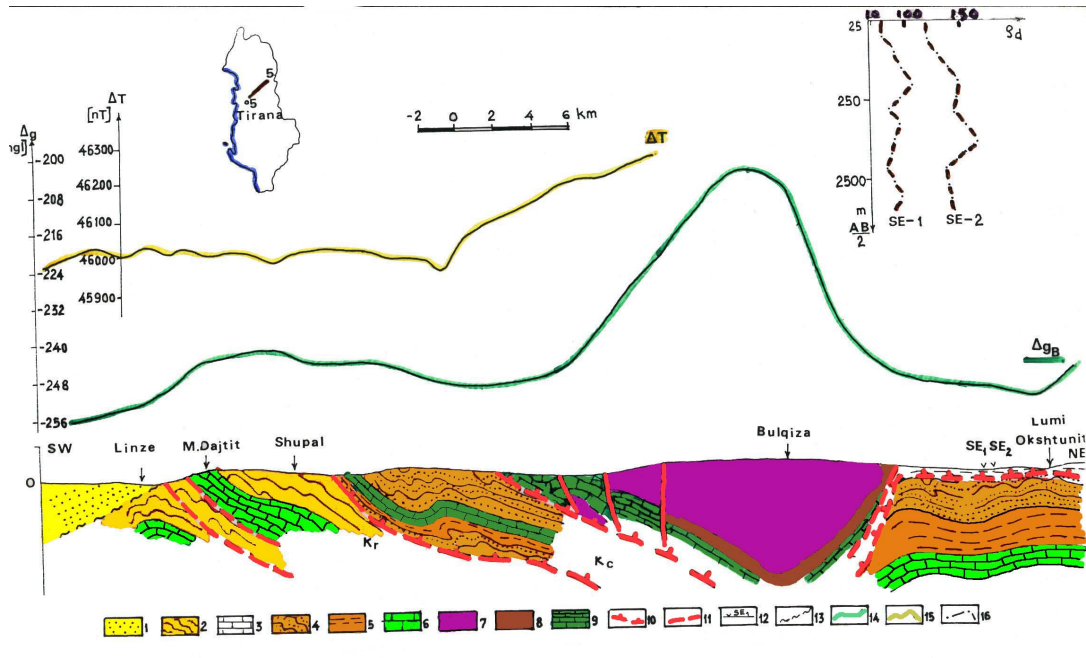 10 100 150
25
ρd
250
2500
m
AB/2
SE-1 SE-2
5
5
Tirana
ΔT
[nT]
46300
46200
46100
46000
45900
Δg
-200
-208
-216
-224
-240
-248
-256
-2 0 2 4 6 km
ΔT
ΔgB
SW Linze M.Dajtit Shupal Bulqiza SE1 SE2 Lumi
Okshtunit
NE
0
Kr
Kc
1 2 3 4 5 6 7 8 9 10 11 SE1 12 13 14 15 16